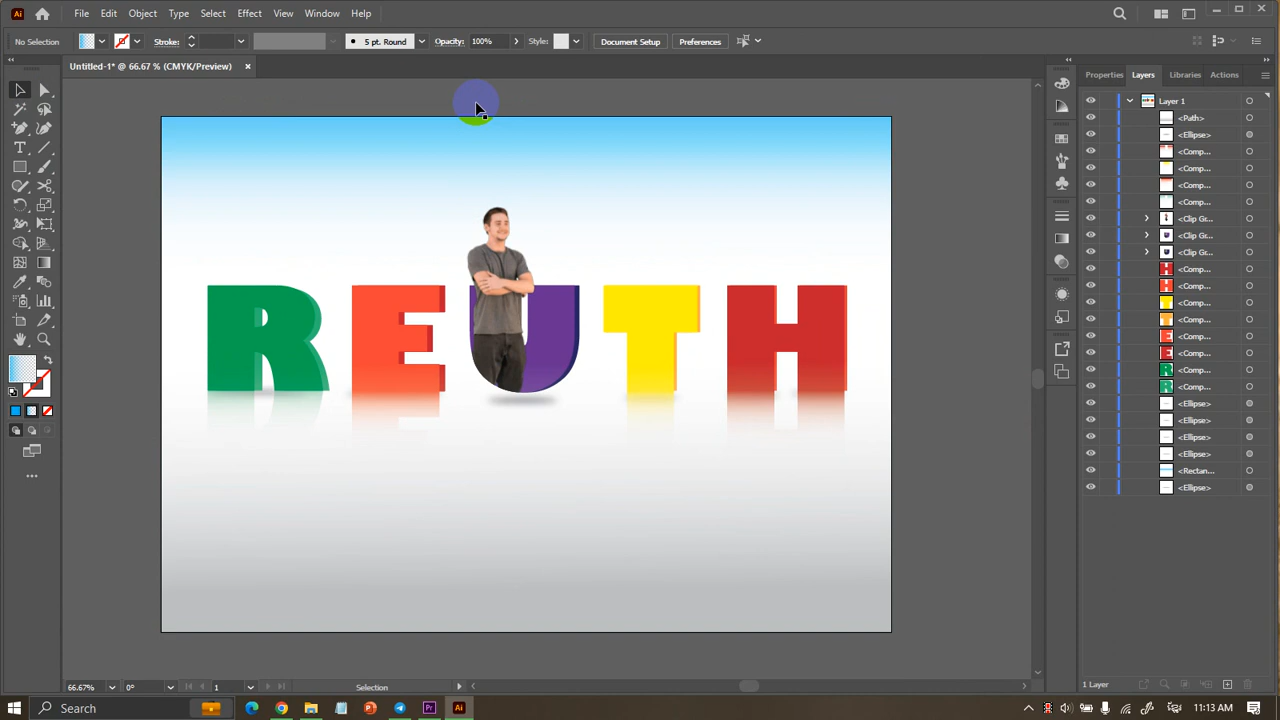 Ai File Edit Object Type Select Effect View Window Help
No Selection Stroke: 5 pt. Round Opacity: 100% Style: Document Setup Preferences
Untitled-1* @ 66.67 % (CMYK/Preview) ×
Properties Layers Libraries Actions
Layer 1
<Path>
<Ellipse>
<Comp...
<Comp...
<Comp...
<Comp...
<Clip Gr...
<Clip Gr...
<Clip Gr...
<Comp...
<Comp...
<Comp...
<Comp...
<Comp...
<Comp...
<Comp...
<Comp...
<Ellipse>
<Ellipse>
<Ellipse>
<Ellipse>
<Rectan...
<Ellipse>
REUTH
66.67% 0° 1 Selection
1 Layer
Search Pr Ai 11:13 AM